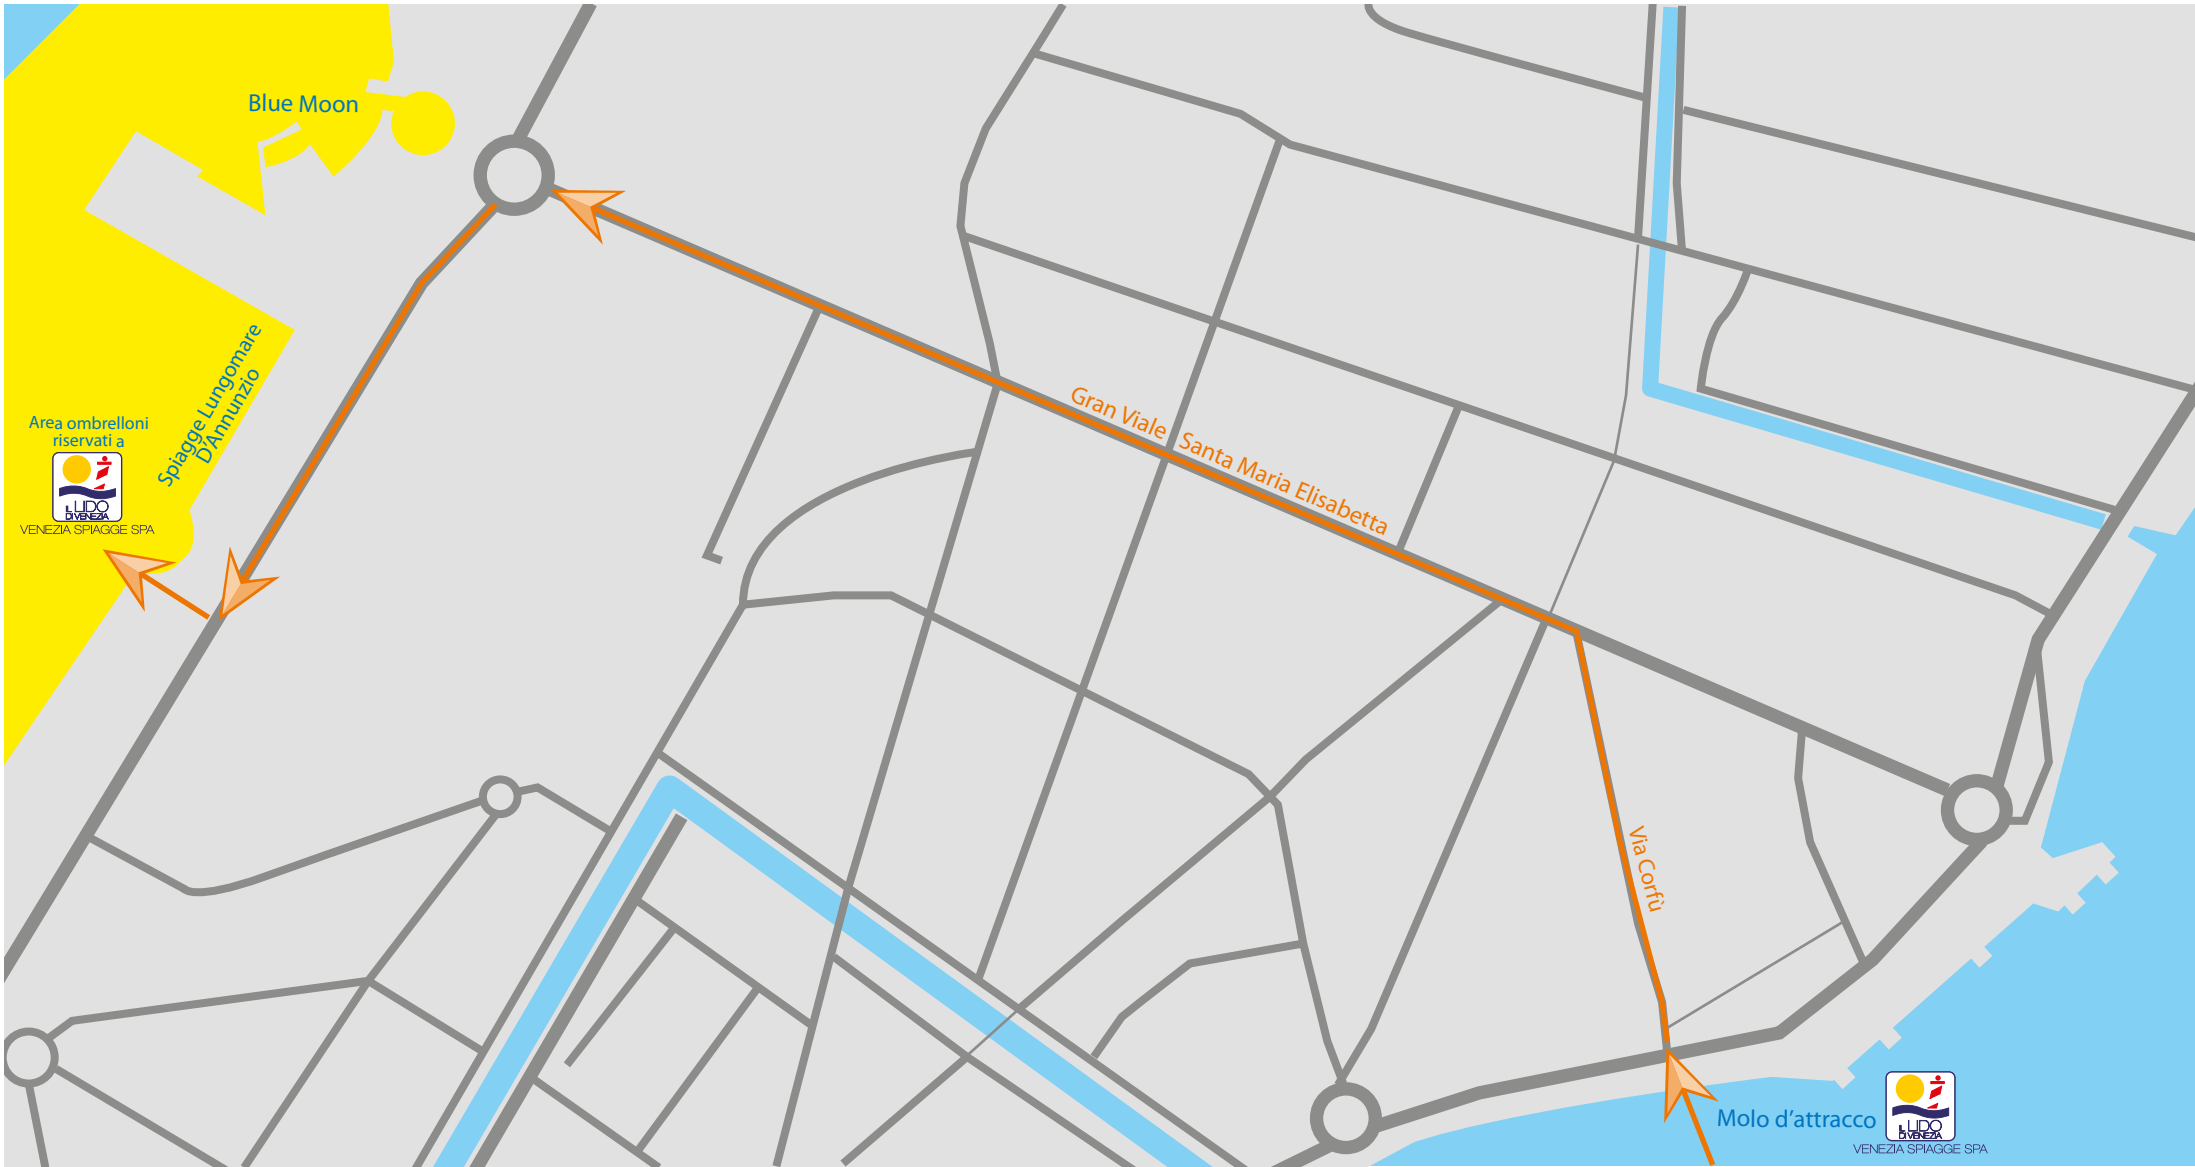 Blue Moon
Spiagge Lungomare
D'Annunzio
Area ombrelloni
riservati a
IL LIDO
DI VENEZIA
VENEZIA SPIAGGE SPA
Gran Viale Santa Maria Elisabetta
Via Corfù
Molo d'attracco
IL LIDO
DI VENEZIA
VENEZIA SPIAGGE SPA